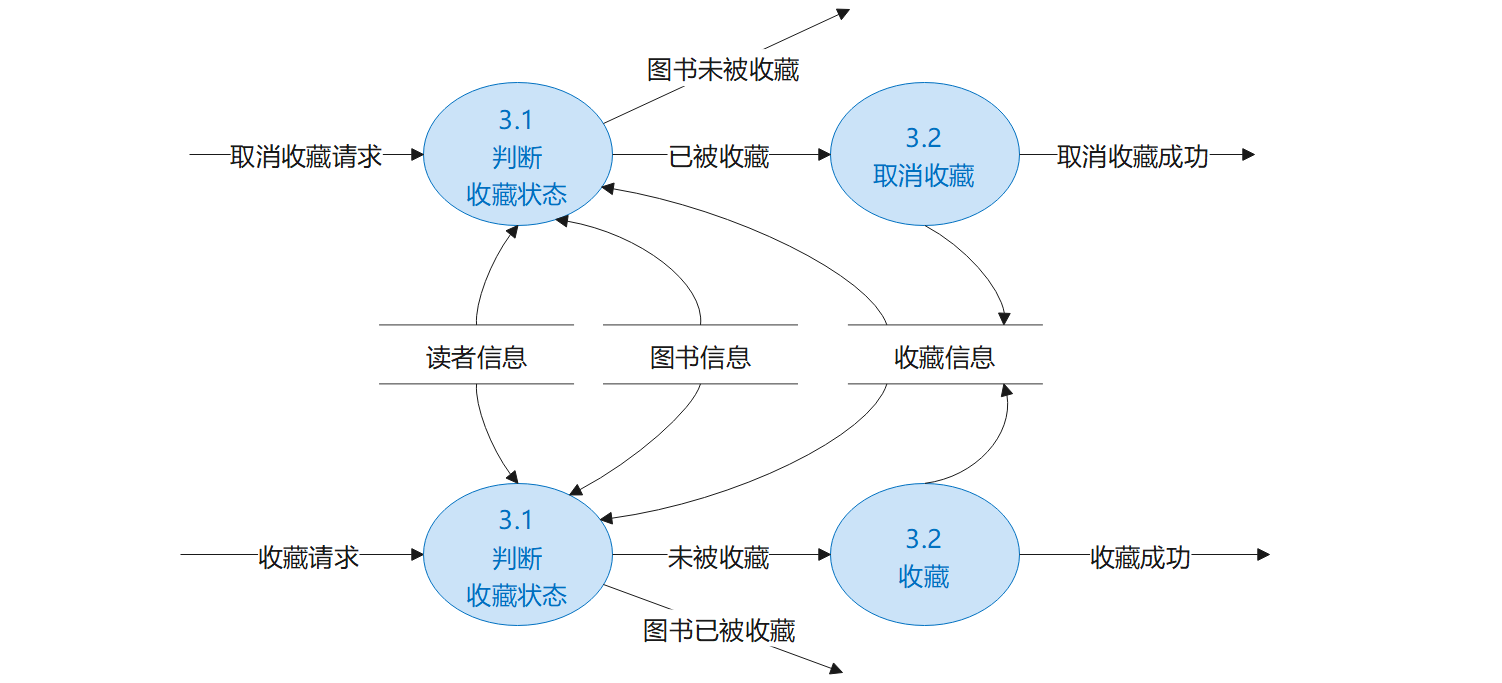 图书未被收藏
取消收藏请求
3.1
判断
收藏状态
已被收藏
3.2
取消收藏
取消收藏成功
读者信息
图书信息
收藏信息
收藏请求
3.1
判断
收藏状态
未被收藏
3.2
收藏
收藏成功
图书已被收藏